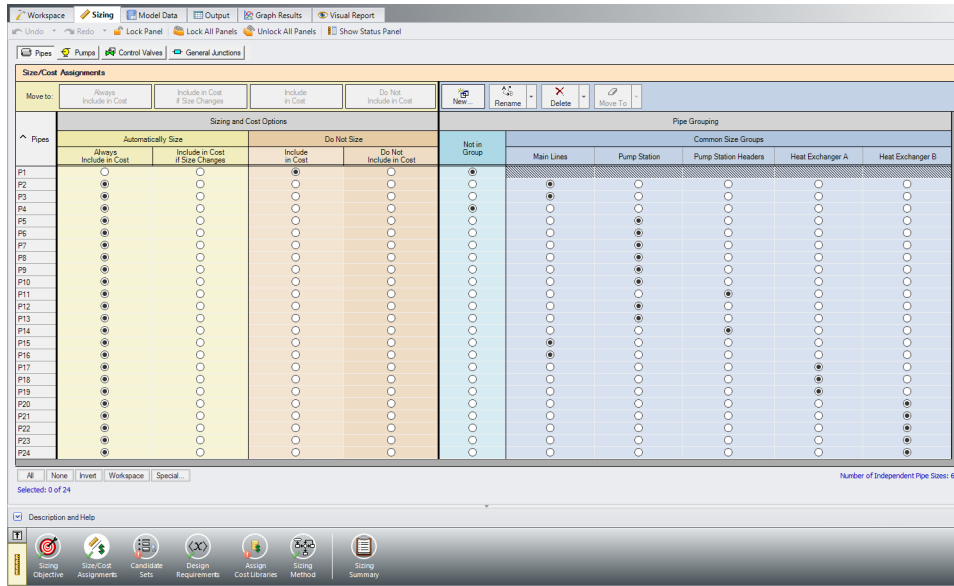 Workspace Sizing Model Data Output Graph Results Visual Report
Undo Redo Lock Panel Lock All Panels Unlock All Panels Show Status Panel
Pipes Pumps Control Valves General Junctions
Size/Cost Assignments
Move to: Always Include in Cost Include in Cost if Size Changes Include in Cost Do Not Include in Cost New... Rename Delete Move To
Sizing and Cost Options Pipe Grouping
^ Pipes Automatically Size Do Not Size Not in Group Common Size Groups
Always Include in Cost Include in Cost if Size Changes Include in Cost Do Not Include in Cost Main Lines Pump Station Pump Station Headers Heat Exchanger A Heat Exchanger B
P1
P2
P3
P4
P5
P6
P7
P8
P9
P10
P11
P12
P13
P14
P15
P16
P17
P18
P19
P20
P21
P22
P23
P24
All None Invert Workspace Special...
Selected: 0 of 24 Number of Independent Pipe Sizes: 6
Description and Help
Sizing Objective Size/Cost Assignments Candidate Sets Design Requirements Assign Cost Libraries Sizing Method Sizing Summary